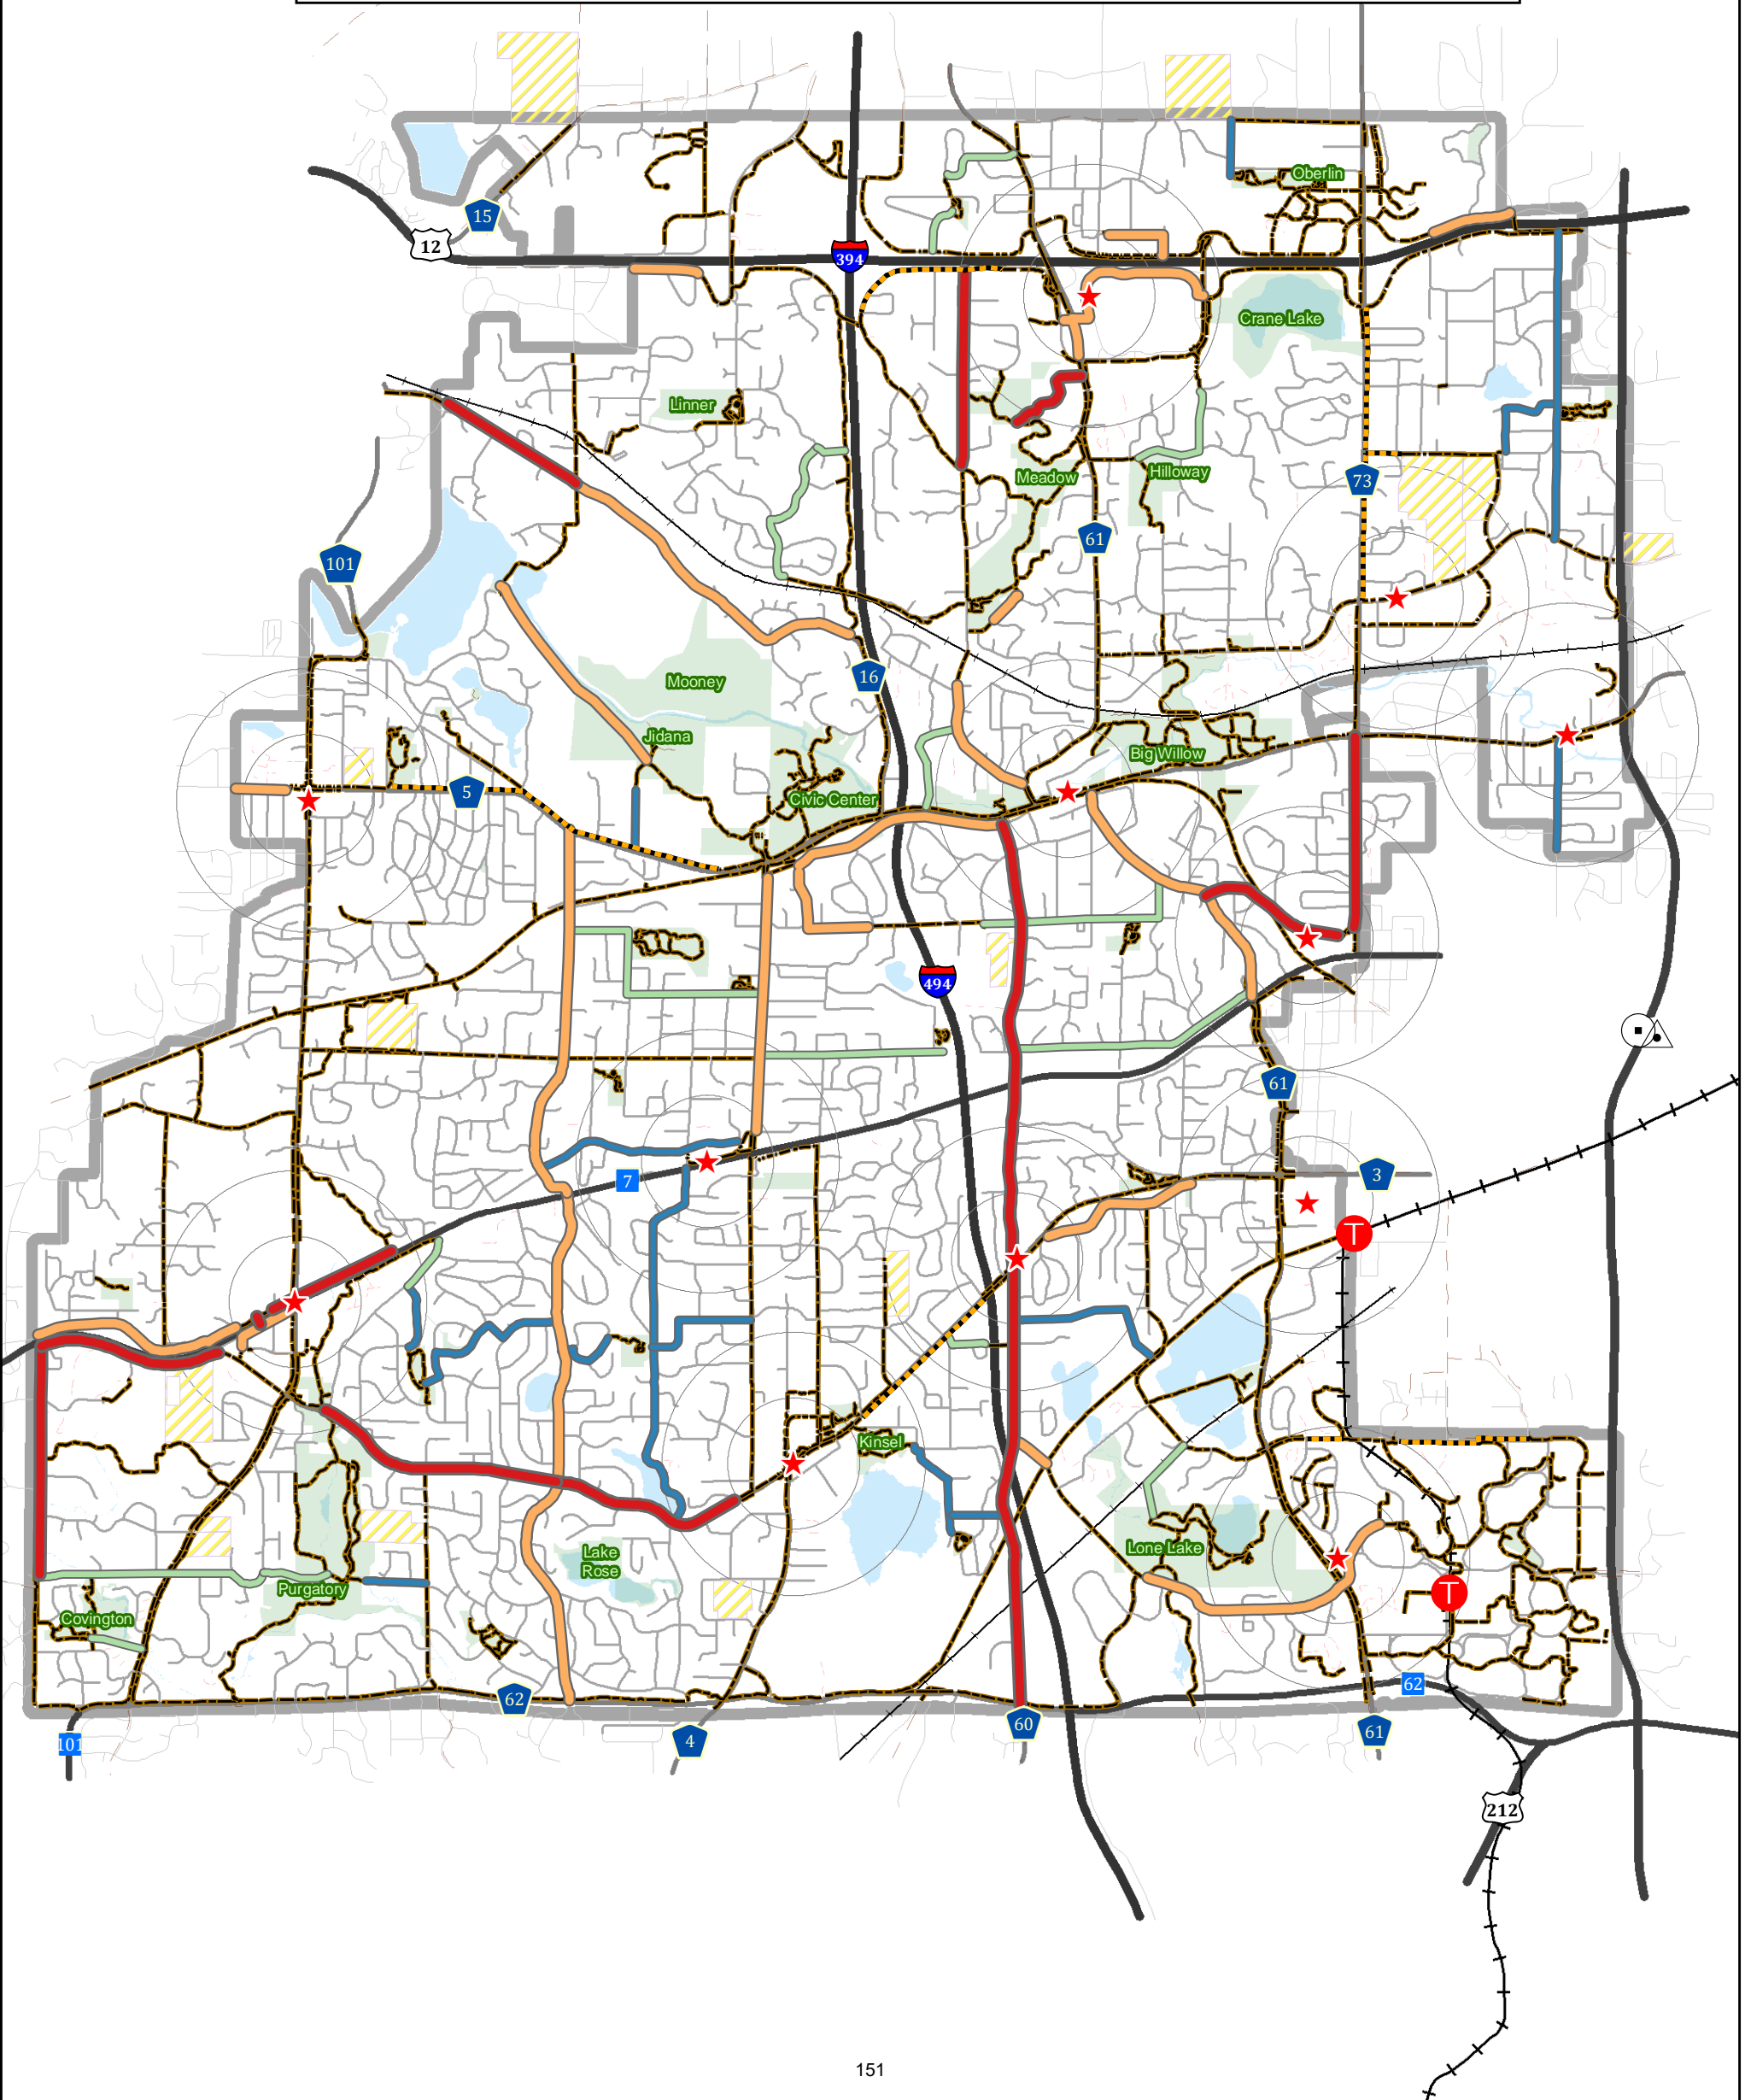 Oberlin
15
12
394
Crane Lake
Linner
Meadow
Hilloway
73
61
101
16
Mooney
Jidana
Big Willow
5
Civic Center
494
61
3
7
T
Kinsel
Lone Lake
Lake
Rose
Purgatory
T
Covington
62
62
60
61
4
101
212
151